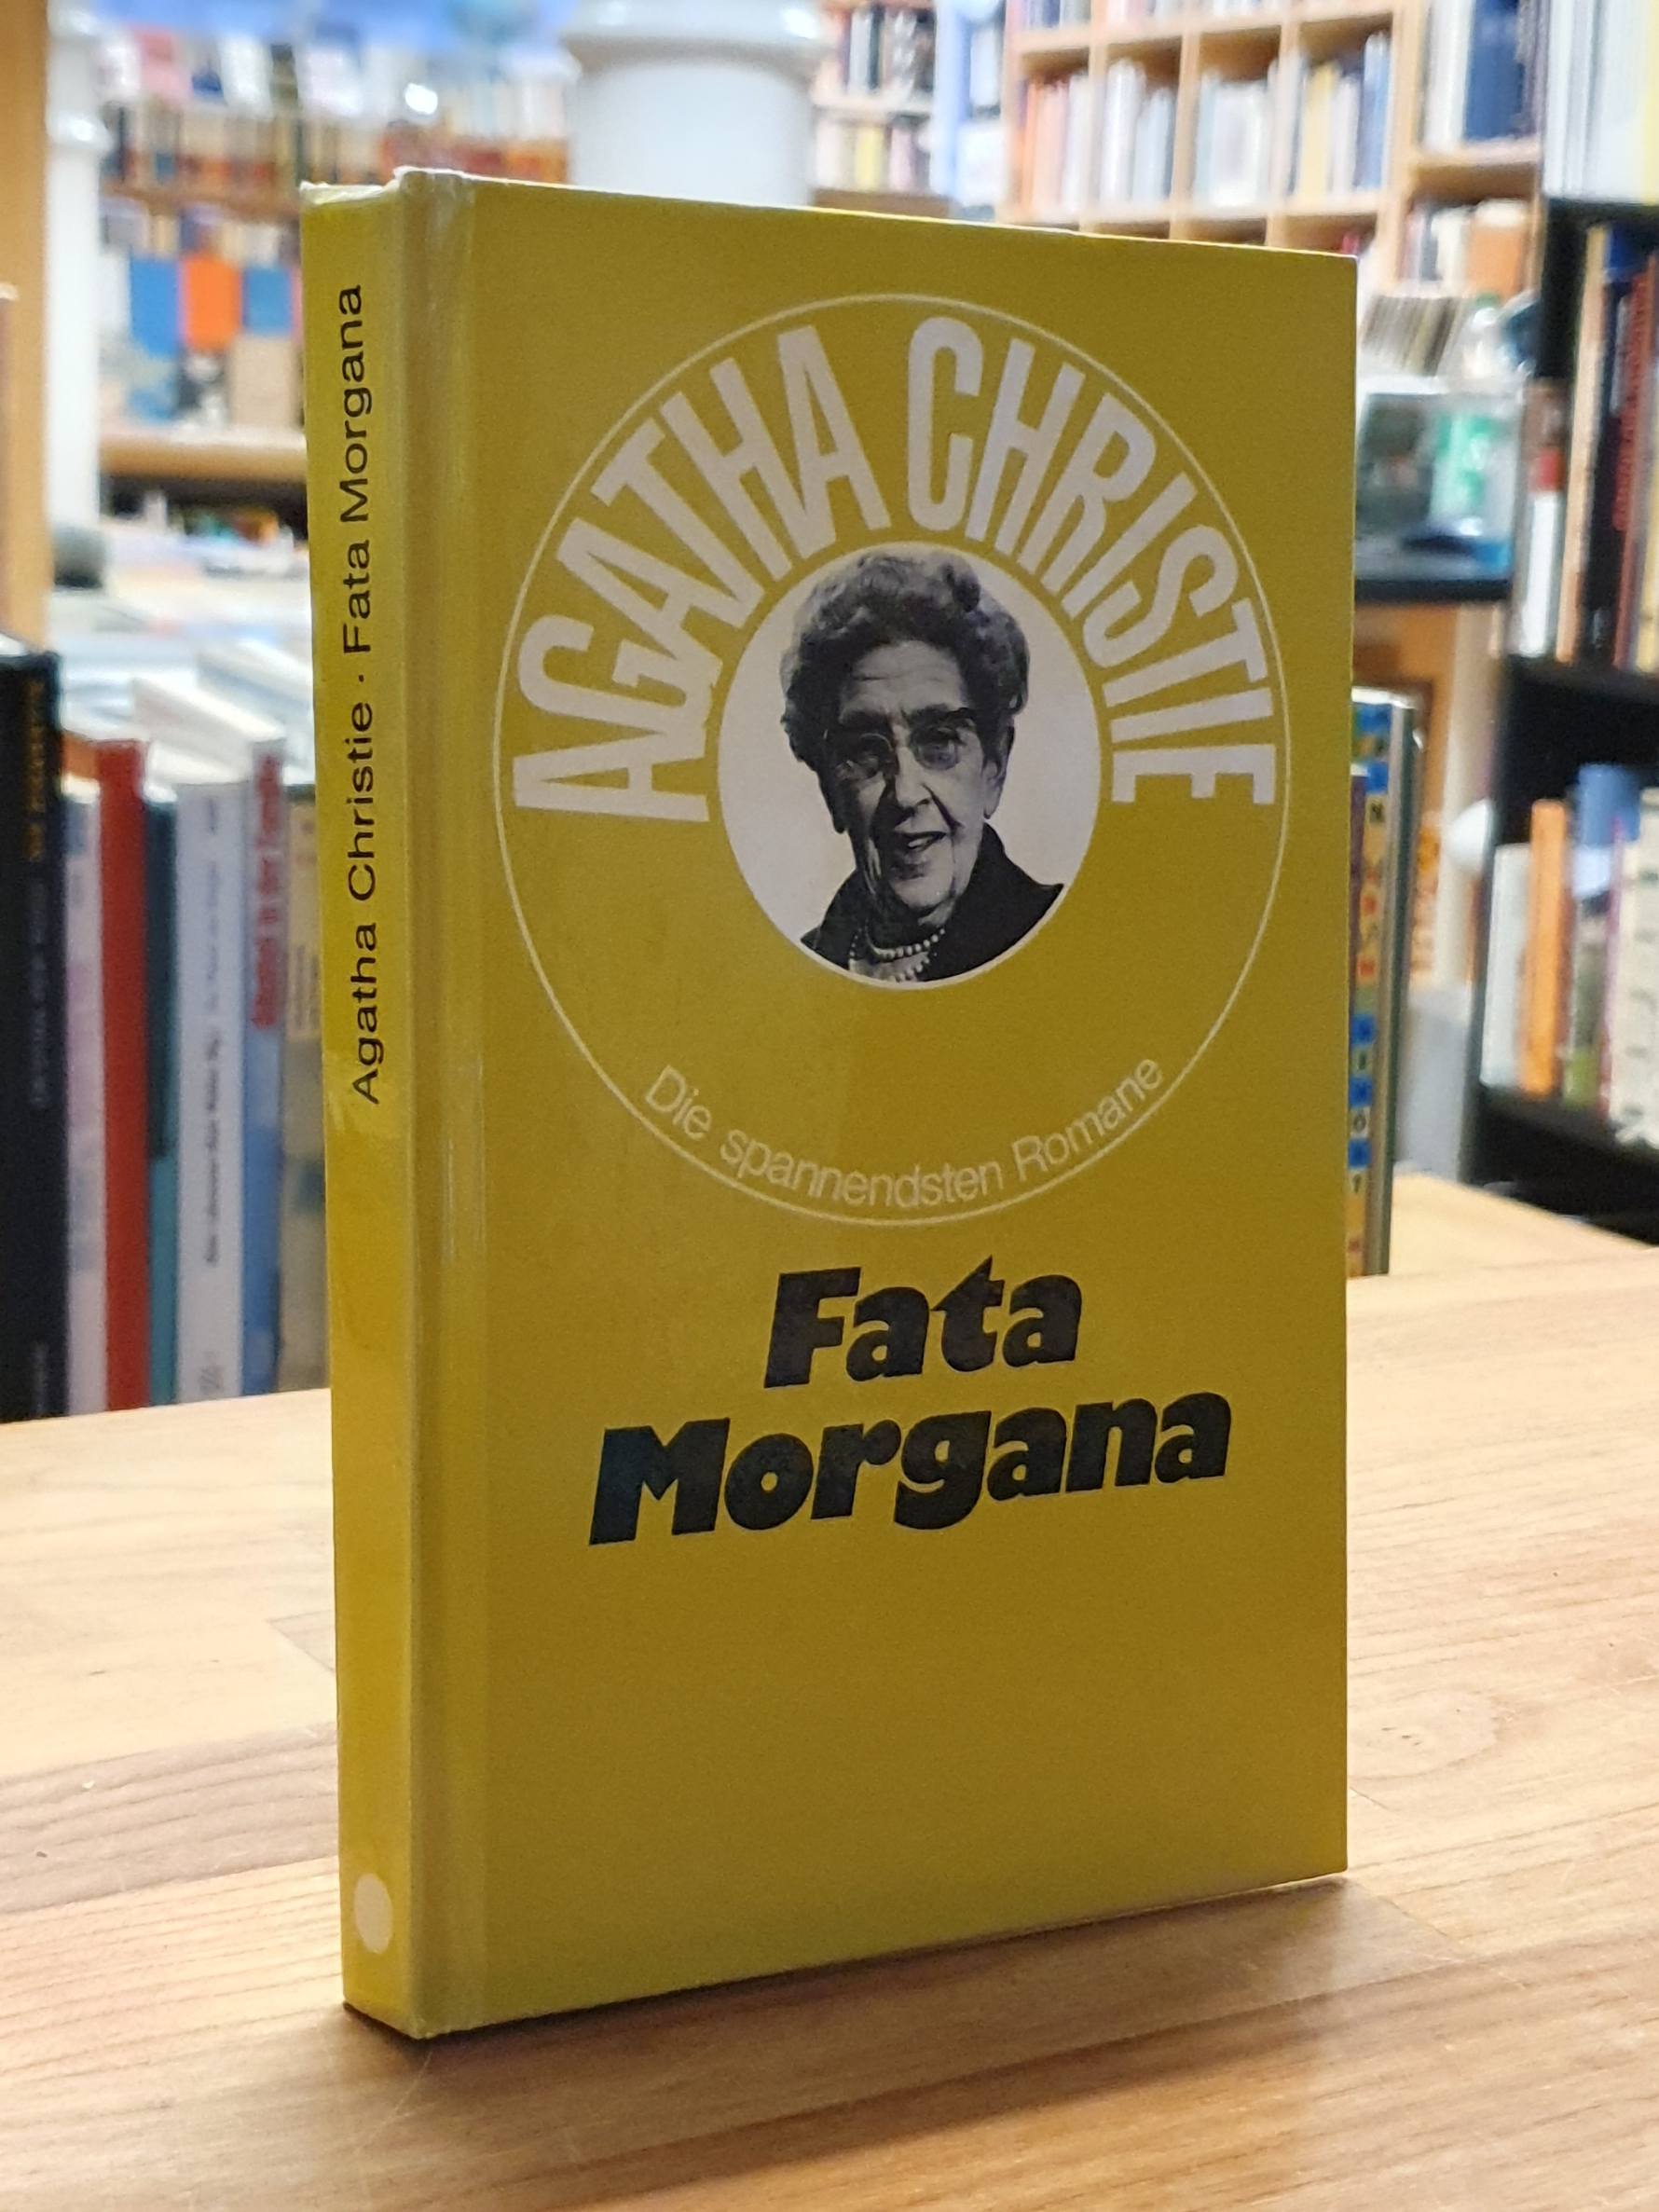 Agatha Christie · Fata Morgana
AGATHA CHRISTIE
Die spannendsten Romane
Fata
Morgana